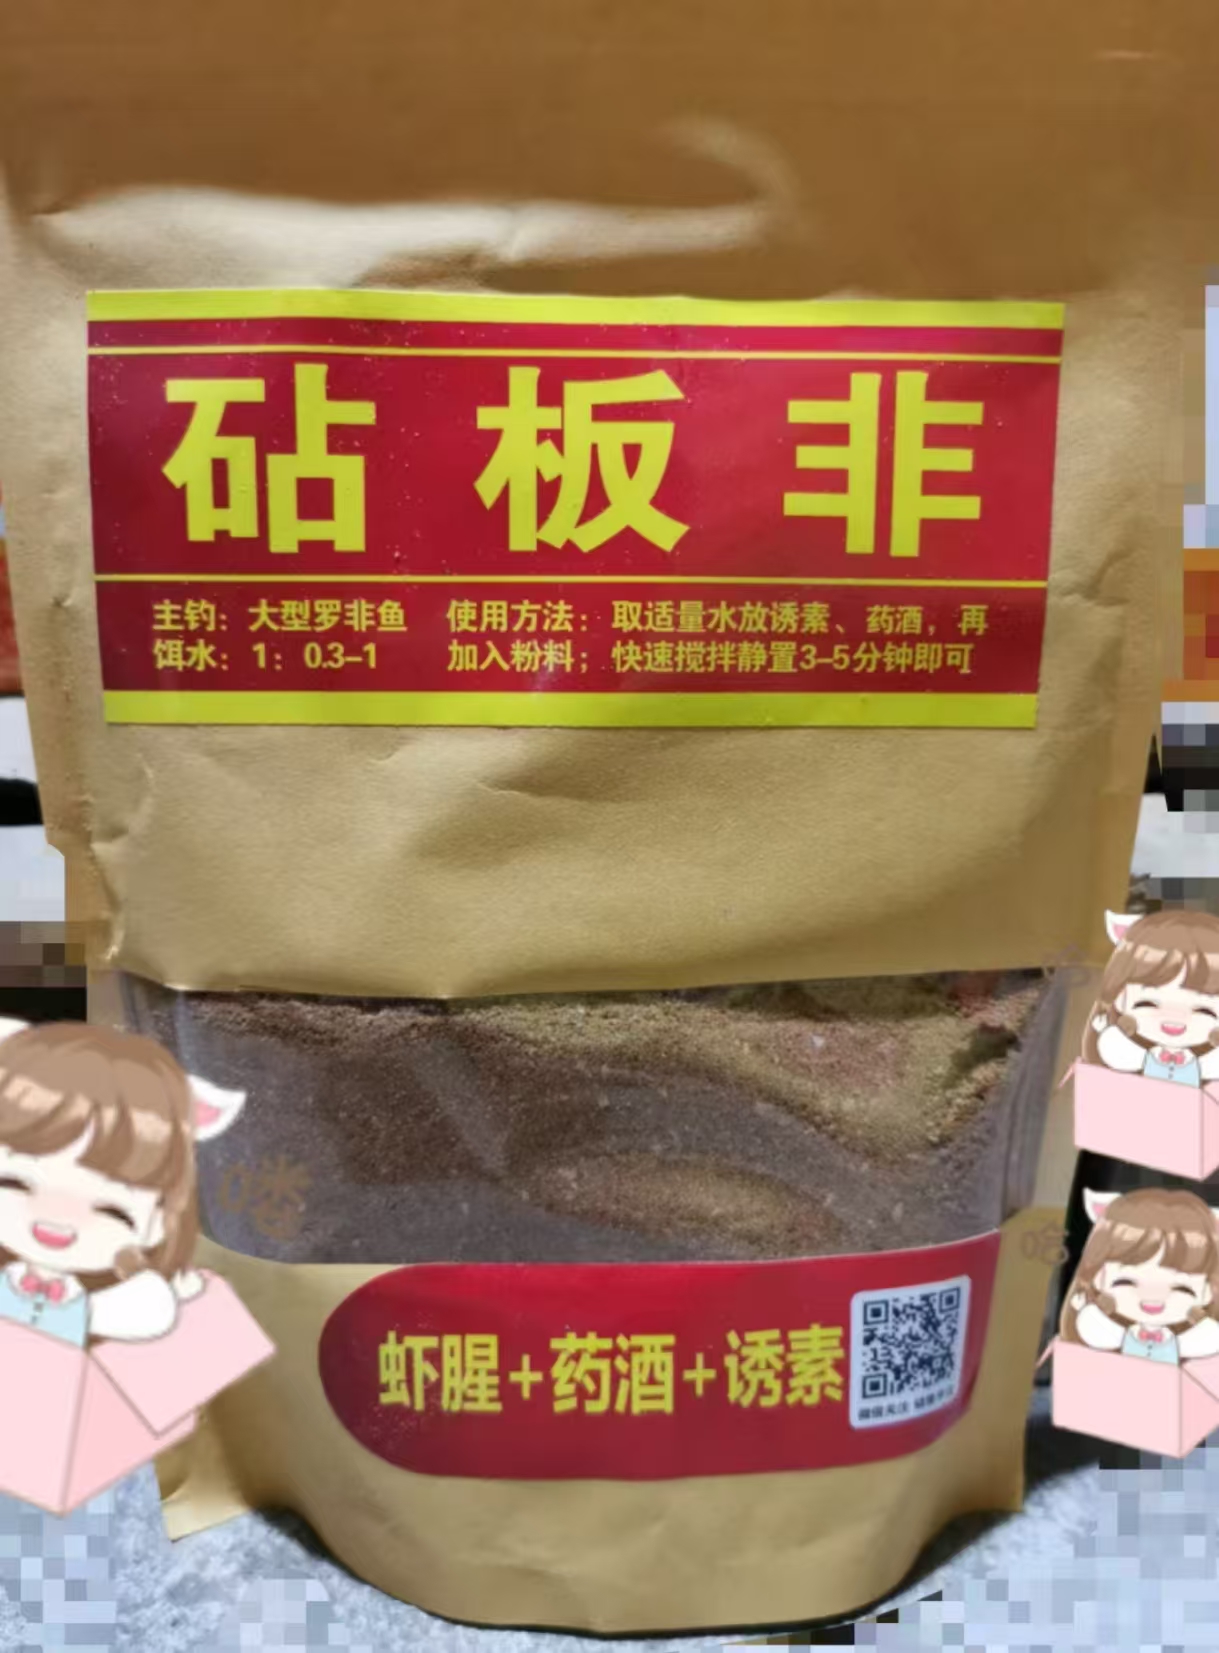 砧板非
主钓：大型罗非鱼
饵水：1：0.3-1
使用方法：取适量水放诱素、药酒，再
加入粉料；快速搅拌静置3-5分钟即可
虾腥+药酒+诱素